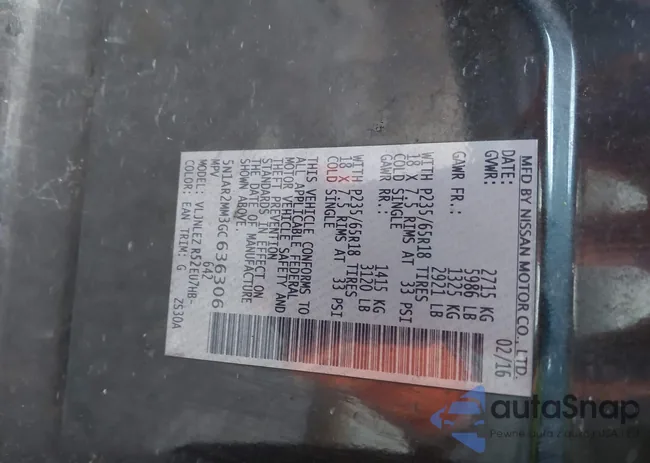 MFD BY NISSAN MOTOR CO., LTD.
DATE: 02/16
GVWR: 2715 KG
5986 LB
GAWR FR.: 1325 KG
2921 LB
WITH P235/65R18 TIRES
18 X 7.5 RIMS AT 33 PSI
COLD SINGLE
GAWR RR.: 1415 KG
3120 LB
WITH P235/65R18 TIRES
18 X 7.5 RIMS AT 33 PSI
COLD SINGLE
THIS VEHICLE CONFORMS TO
ALL APPLICABLE FEDERAL
MOTOR VEHICLE SAFETY AND
THEFT PREVENTION
STANDARDS IN EFFECT ON
THE DATE OF MANUFACTURE
SHOWN ABOVE.
5N1AR2MM3GC636306
MPV 642
MODEL: VLJNLEZ R52EU7HB-
COLOR: EAN TRIM: G Z530A
autaSnap